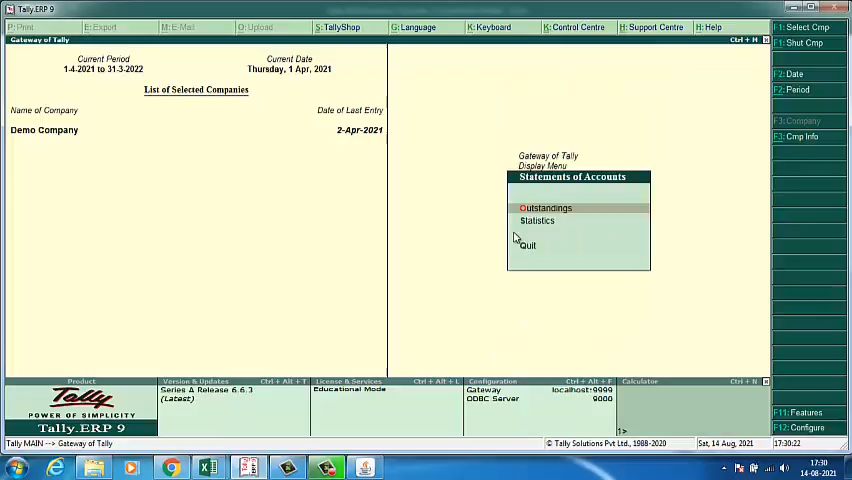 Tally.ERP 9
P: Print
E: Export
M: E-Mail
O: Upload
S: TallyShop
G: Language
K: Keyboard
K: Control Centre
H: Support Centre
H: Help
F1: Select Cmp
Gateway of Tally
Ctrl + H
F1: Shut Cmp
Current Period
Current Date
1-4-2021 to 31-3-2022
Thursday, 1 Apr, 2021
F2: Date
F2: Period
List of Selected Companies
Name of Company
Date of Last Entry
F3: Company
Demo Company
2-Apr-2021
F3: Cmp Info
Gateway of Tally
Display Menu
Statements of Accounts
Outstandings
Statistics
Quit
Product
Version & Updates
Ctrl + Alt + T
License & Services
Ctrl + Alt + L
Configuration
Ctrl + Alt + F
Calculator
Ctrl + N
Tally
POWER OF SIMPLICITY
Tally.ERP 9
Series A Release 6.6.3
(Latest)
Educational Mode
Gateway
localhost:9999
ODBC Server
9000
1>
F11: Features
F12: Configure
Tally MAIN --> Gateway of Tally
© Tally Solutions Pvt Ltd., 1988-2020
Sat, 14 Aug, 2021
17:30:22
17:30
14-08-2021